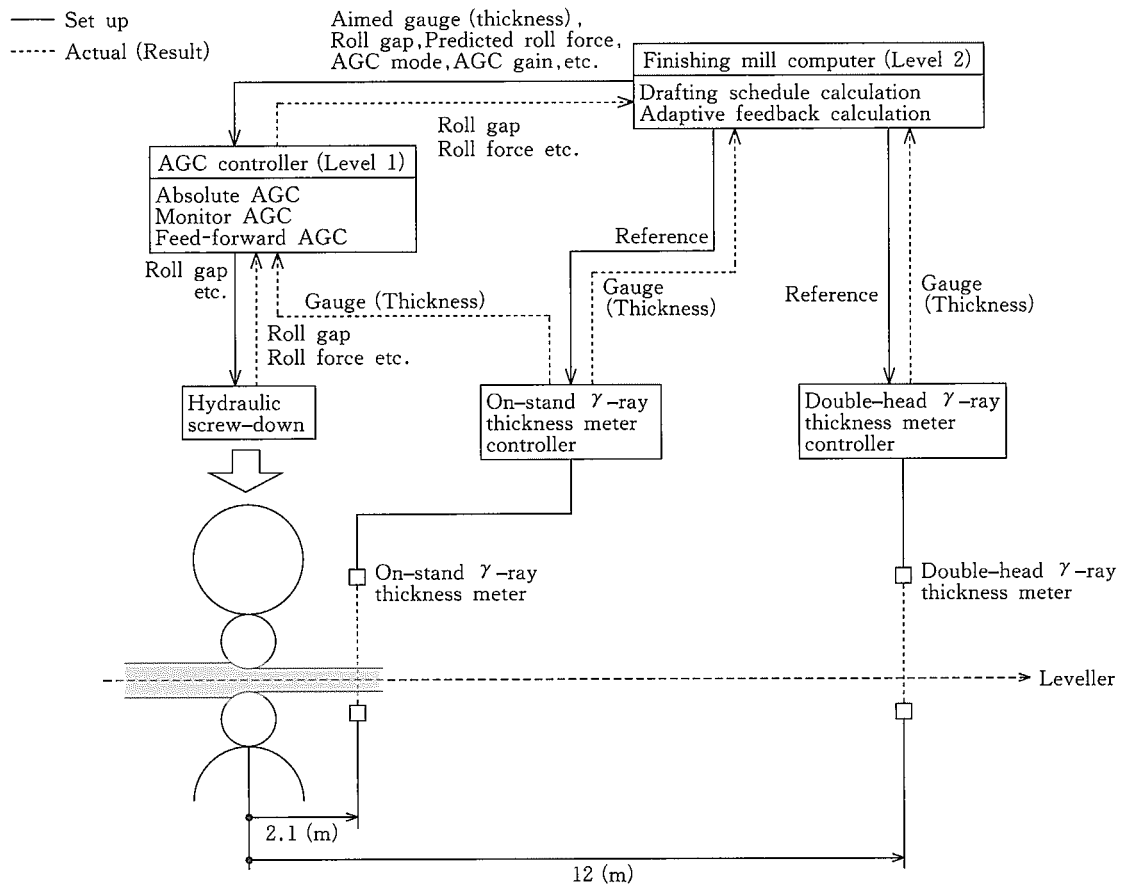 Set up
Actual (Result)
Aimed gauge (thickness),
Roll gap, Predicted roll force,
AGC mode, AGC gain, etc.
Finishing mill computer (Level 2)
Drafting schedule calculation
Adaptive feedback calculation
Roll gap
Roll force etc.
AGC controller (Level 1)
Absolute AGC
Monitor AGC
Feed-forward AGC
Reference
Roll gap
etc.
Gauge (Thickness)
Gauge
(Thickness)
Reference
Gauge
(Thickness)
Roll gap
Roll force etc.
Hydraulic
screw-down
On-stand γ-ray
thickness meter
controller
Double-head γ-ray
thickness meter
controller
On-stand γ-ray
thickness meter
Double-head γ-ray
thickness meter
Leveller
2.1 (m)
12 (m)